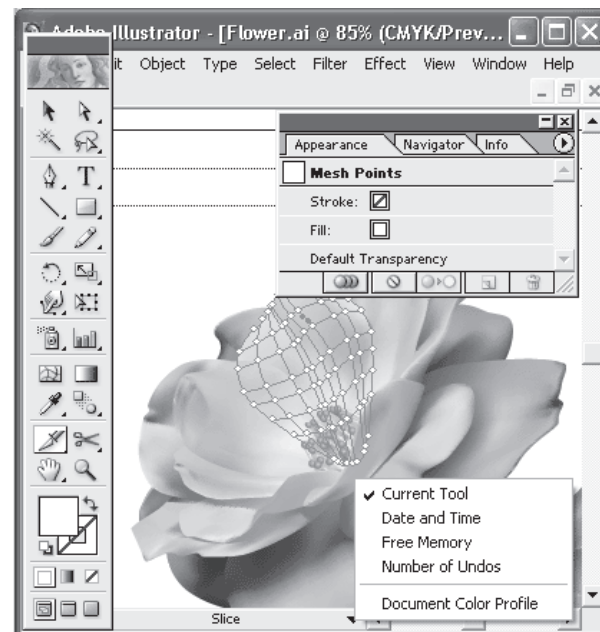 Adobe Illustrator - [Flower.ai @ 85% (CMYK/Prev...
it Object Type Select Filter Effect View Window Help
Appearance Navigator Info
Mesh Points
Stroke:
Fill:
Default Transparency
T
Current Tool
Date and Time
Free Memory
Number of Undos
Document Color Profile
Slice